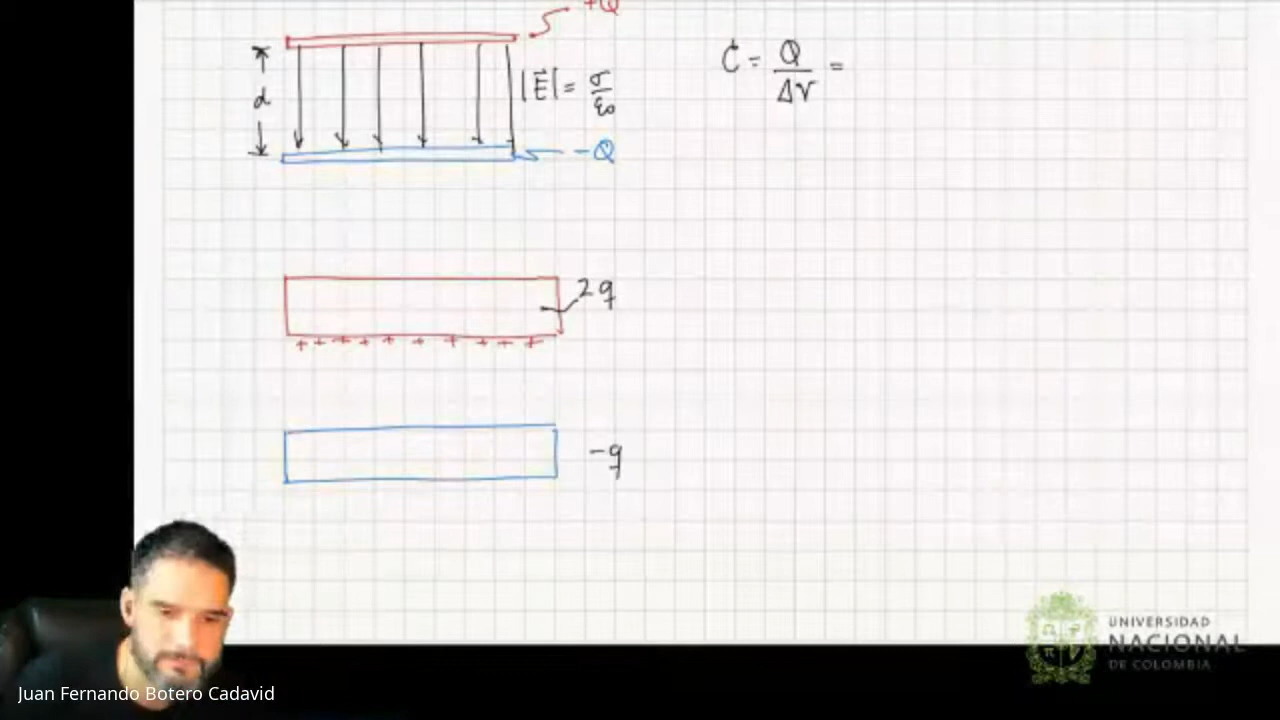 +Q
d
|E⃗| = σ/ε₀
-Q
C = Q/ΔV =
2q
+ + + + + + + + + +
-q
UNIVERSIDAD
NACIONAL
DE COLOMBIA
Juan Fernando Botero Cadavid